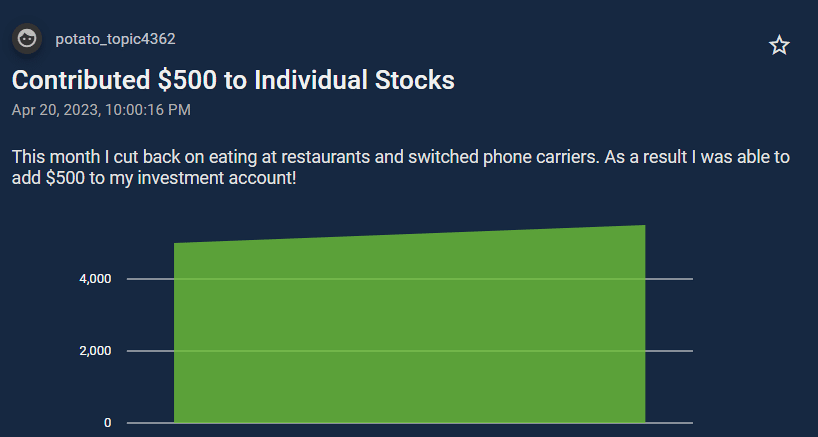 potato_topic4362
Contributed $500 to Individual Stocks
Apr 20, 2023, 10:00:16 PM
This month I cut back on eating at restaurants and switched phone carriers. As a result I was able to
add $500 to my investment account!
4,000
2,000
0